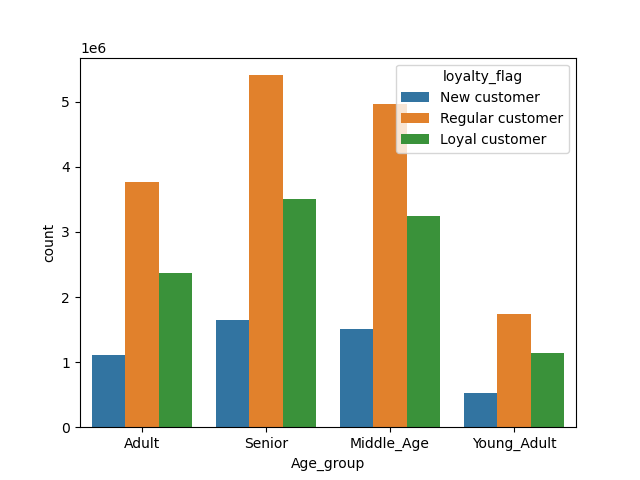 1e6
loyalty_flag
New customer
Regular customer
Loyal customer
5
4
3
2
1
0
count
Adult
Senior
Middle_Age
Young_Adult
Age_group